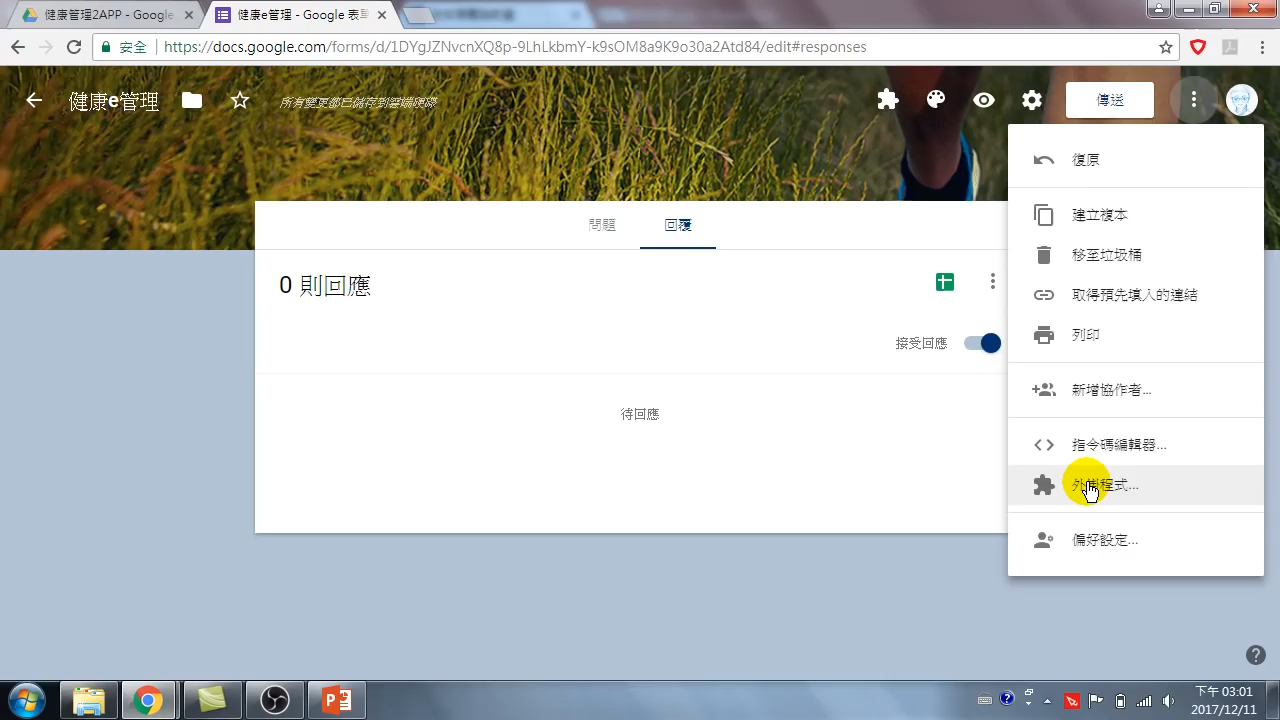 健康管理2APP - Google
健康e管理 - Google 表單
安全
https://docs.google.com/forms/d/1DYgJZNvcnXQGp-9LhLkbmY-k9sOM8a9K9o30a2Atd84/edit#responses
健康e管理
所有變更都已儲存到雲端硬碟
傳送
問題
回覆
0 則回應
接受回應
待回應
復原
建立複本
移至垃圾桶
取得預先填入的連結
列印
新增協作者...
指令碼編輯器...
外掛程式...
偏好設定...
下午 03:01
2017/12/11